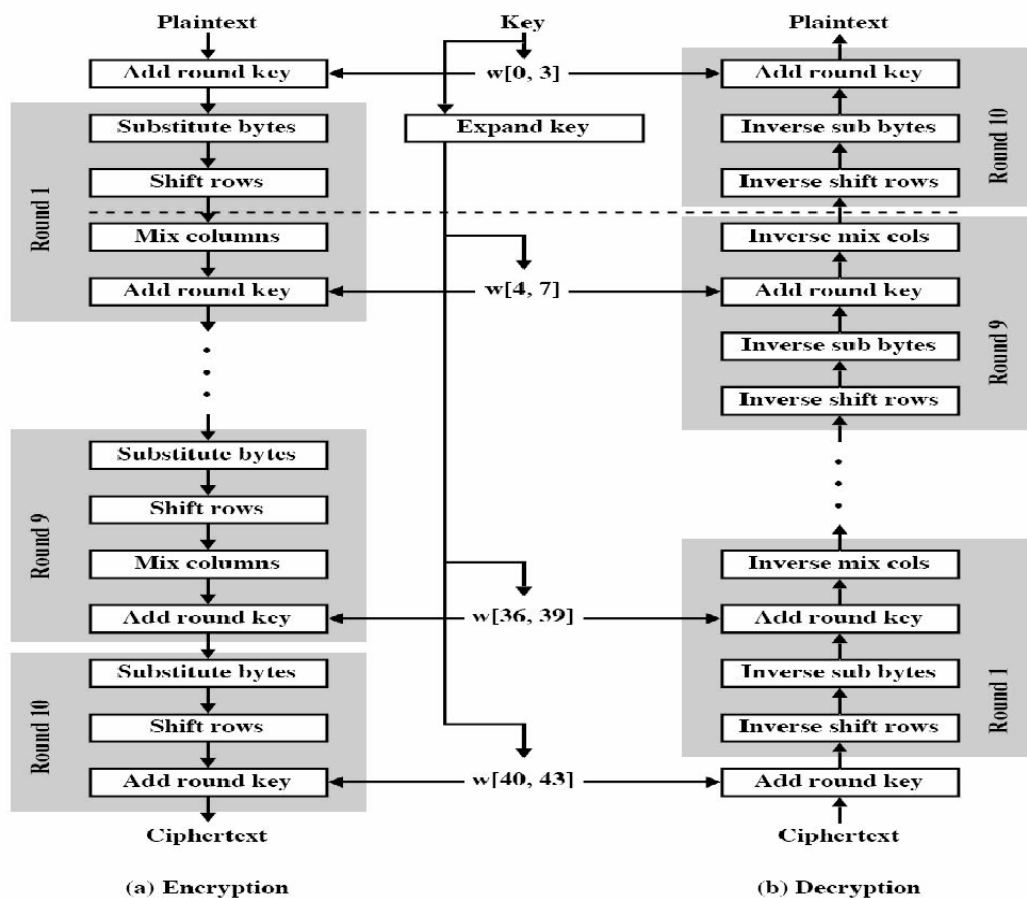 Plaintext
Add round key
Round 1
Substitute bytes
Shift rows
Mix columns
Add round key
Round 9
Substitute bytes
Shift rows
Mix columns
Add round key
Round 10
Substitute bytes
Shift rows
Add round key
Ciphertext
(a) Encryption
Key
w[0, 3]
Expand key
w[4, 7]
w[36, 39]
w[40, 43]
Plaintext
Add round key
Inverse sub bytes
Inverse shift rows
Round 10
Inverse mix cols
Add round key
Inverse sub bytes
Inverse shift rows
Round 9
Inverse mix cols
Add round key
Inverse sub bytes
Inverse shift rows
Round 1
Add round key
Ciphertext
(b) Decryption